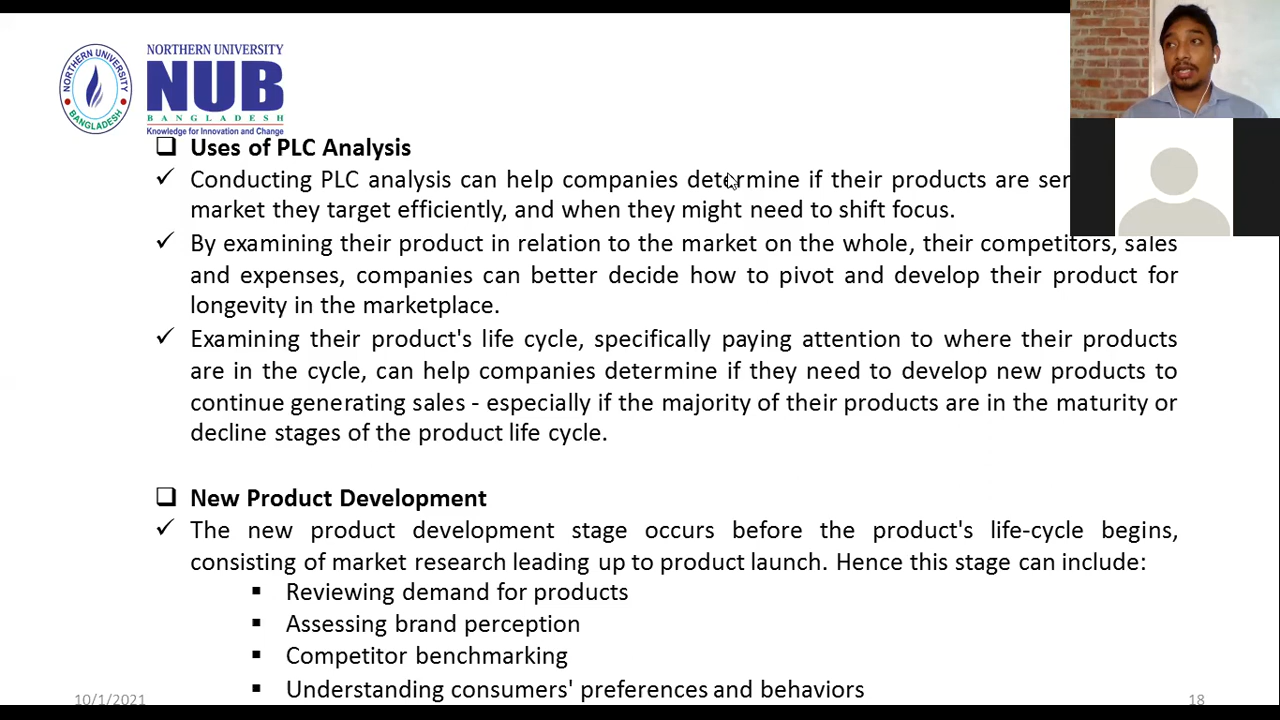 NORTHERN UNIVERSITY
BANGLADESH
NORTHERN UNIVERSITY
NUB
BANGLADESH
Knowledge for Innovation and Change
❑ Uses of PLC Analysis
✓ Conducting PLC analysis can help companies determine if their products are
market they target efficiently, and when they might need to shift focus.
✓ By examining their product in relation to the market on the whole, their competitors, sales
and expenses, companies can better decide how to pivot and develop their product for
longevity in the marketplace.
✓ Examining their product's life cycle, specifically paying attention to where their products
are in the cycle, can help companies determine if they need to develop new products to
continue generating sales - especially if the majority of their products are in the maturity or
decline stages of the product life cycle.
❑ New Product Development
✓ The new product development stage occurs before the product's life-cycle begins,
consisting of market research leading up to product launch. Hence this stage can include:
▪ Reviewing demand for products
▪ Assessing brand perception
▪ Competitor benchmarking
▪ Understanding consumers' preferences and behaviors
10/1/2021
18